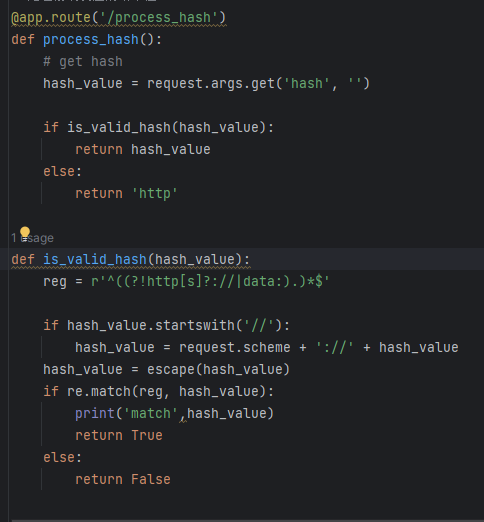 @app.route('/process_hash')
def process_hash():
    # get hash
    hash_value = request.args.get('hash', '')

    if is_valid_hash(hash_value):
        return hash_value
    else:
        return 'http'

1 usage
def is_valid_hash(hash_value):
    reg = r'^((?!http[s]?://|data:).)*$'

    if hash_value.startswith('//'):
        hash_value = request.scheme + '://' + hash_value
    hash_value = escape(hash_value)
    if re.match(reg, hash_value):
        print('match',hash_value)
        return True
    else:
        return False